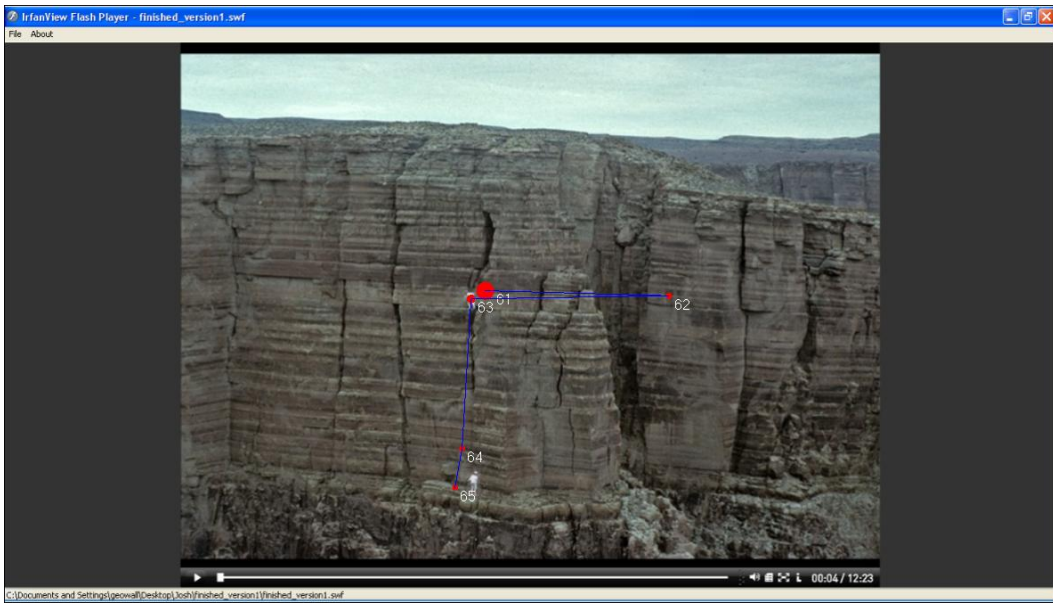 IrfanView Flash Player - finished_version1.swf
File About
61
62
63
64
65
00:04 / 12:23
C:\Documents and Settings\geowall\Desktop\Josh\finished_version1\finished_version1.swf